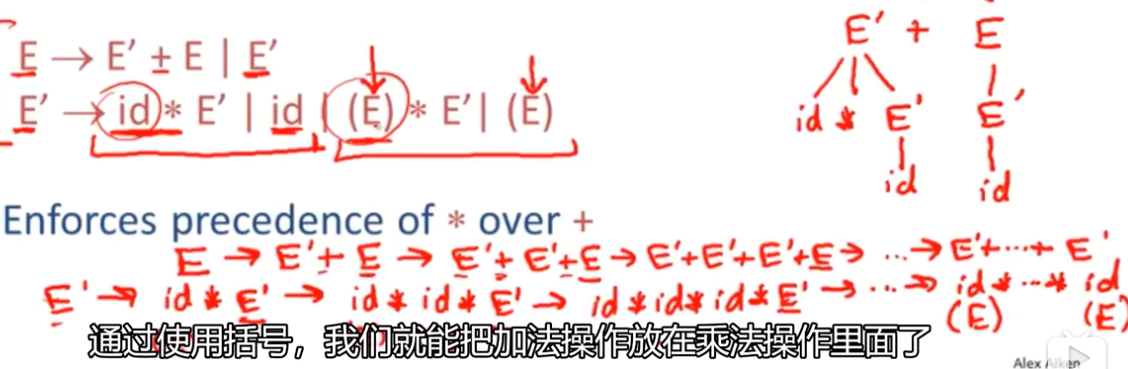 E → E' + E | E'
E' → id * E' | id | (E) * E' | (E)
E' + E
id * E' E'
id id
Enforces precedence of * over +
E → E' + E → E' + E' + E → E' + E' + E' + E → ... → E' + ... + E'
E' → id * E' → id * id * E' → id * id * id * E' → ... → id * ... * id
(E) (E)
通过使用括号，我们就能把加法操作放在乘法操作里面了
Alex Aiken